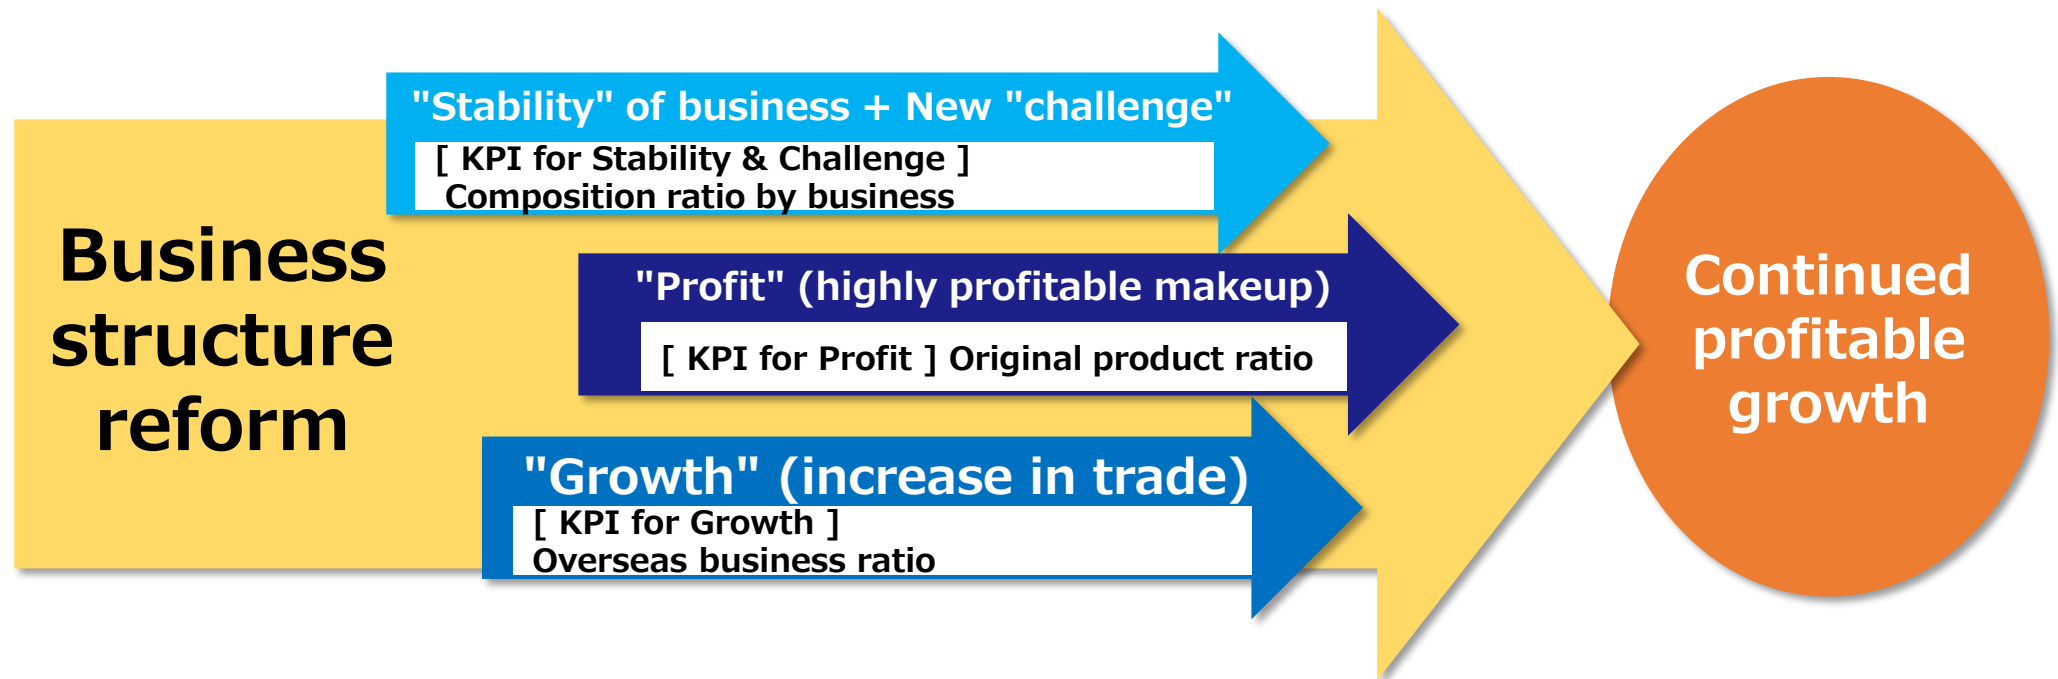 Business
structure
reform
"Stability" of business + New "challenge"
[ KPI for Stability & Challenge ]
Composition ratio by business
"Profit" (highly profitable makeup)
[ KPI for Profit ] Original product ratio
"Growth" (increase in trade)
[ KPI for Growth ]
Overseas business ratio
Continued
profitable
growth